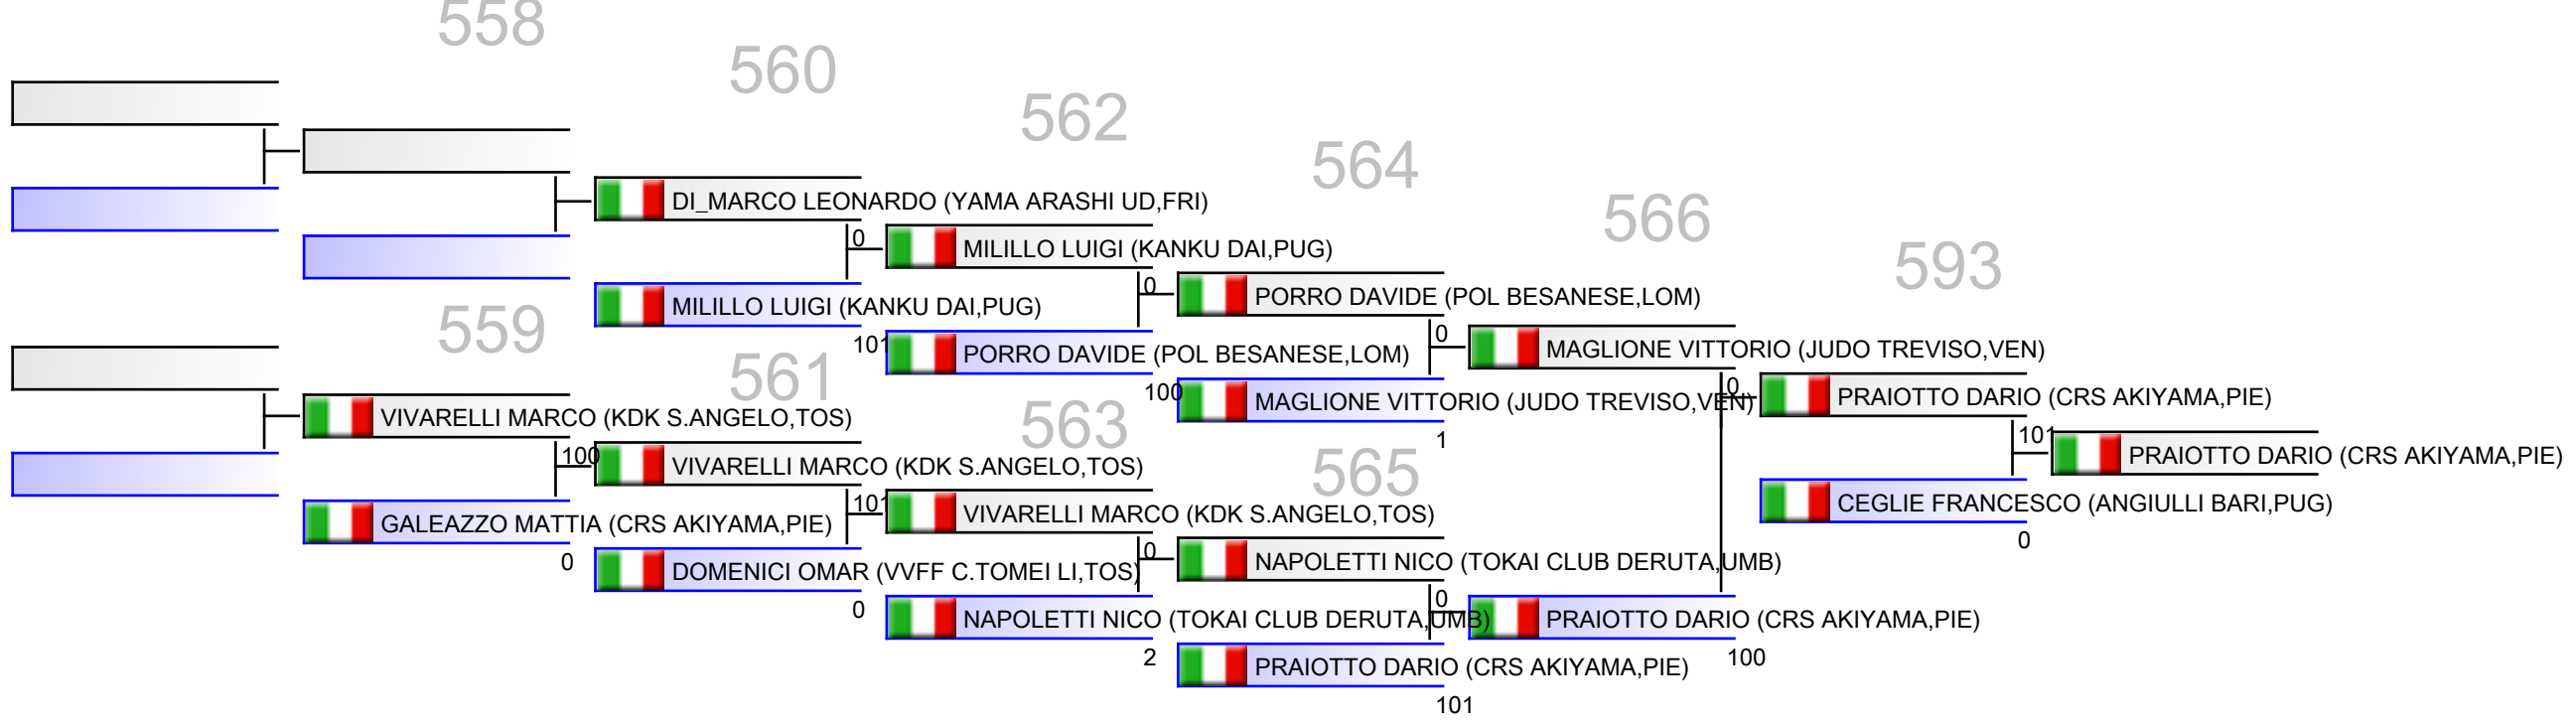 558
560
562
564
566
593
DI_MARCO LEONARDO (YAMA ARASHI UD,FRI)
0
MILILLO LUIGI (KANKU DAI,PUG)
MILILLO LUIGI (KANKU DAI,PUG)
101
0
PORRO DAVIDE (POL BESANESE,LOM)
PORRO DAVIDE (POL BESANESE,LOM)
100
0
MAGLIONE VITTORIO (JUDO TREVISO,VEN)
MAGLIONE VITTORIO (JUDO TREVISO,VEN)
1
0
PRAIOTTO DARIO (CRS AKIYAMA,PIE)
101
PRAIOTTO DARIO (CRS AKIYAMA,PIE)
CEGLIE FRANCESCO (ANGIULLI BARI,PUG)
0
559
561
563
565
VIVARELLI MARCO (KDK S.ANGELO,TOS)
100
VIVARELLI MARCO (KDK S.ANGELO,TOS)
GALEAZZO MATTIA (CRS AKIYAMA,PIE)
0
101
VIVARELLI MARCO (KDK S.ANGELO,TOS)
DOMENICI OMAR (VVFF C.TOMEI LI,TOS)
0
0
NAPOLETTI NICO (TOKAI CLUB DERUTA,UMB)
NAPOLETTI NICO (TOKAI CLUB DERUTA,UMB)
2
0
PRAIOTTO DARIO (CRS AKIYAMA,PIE)
100
PRAIOTTO DARIO (CRS AKIYAMA,PIE)
101